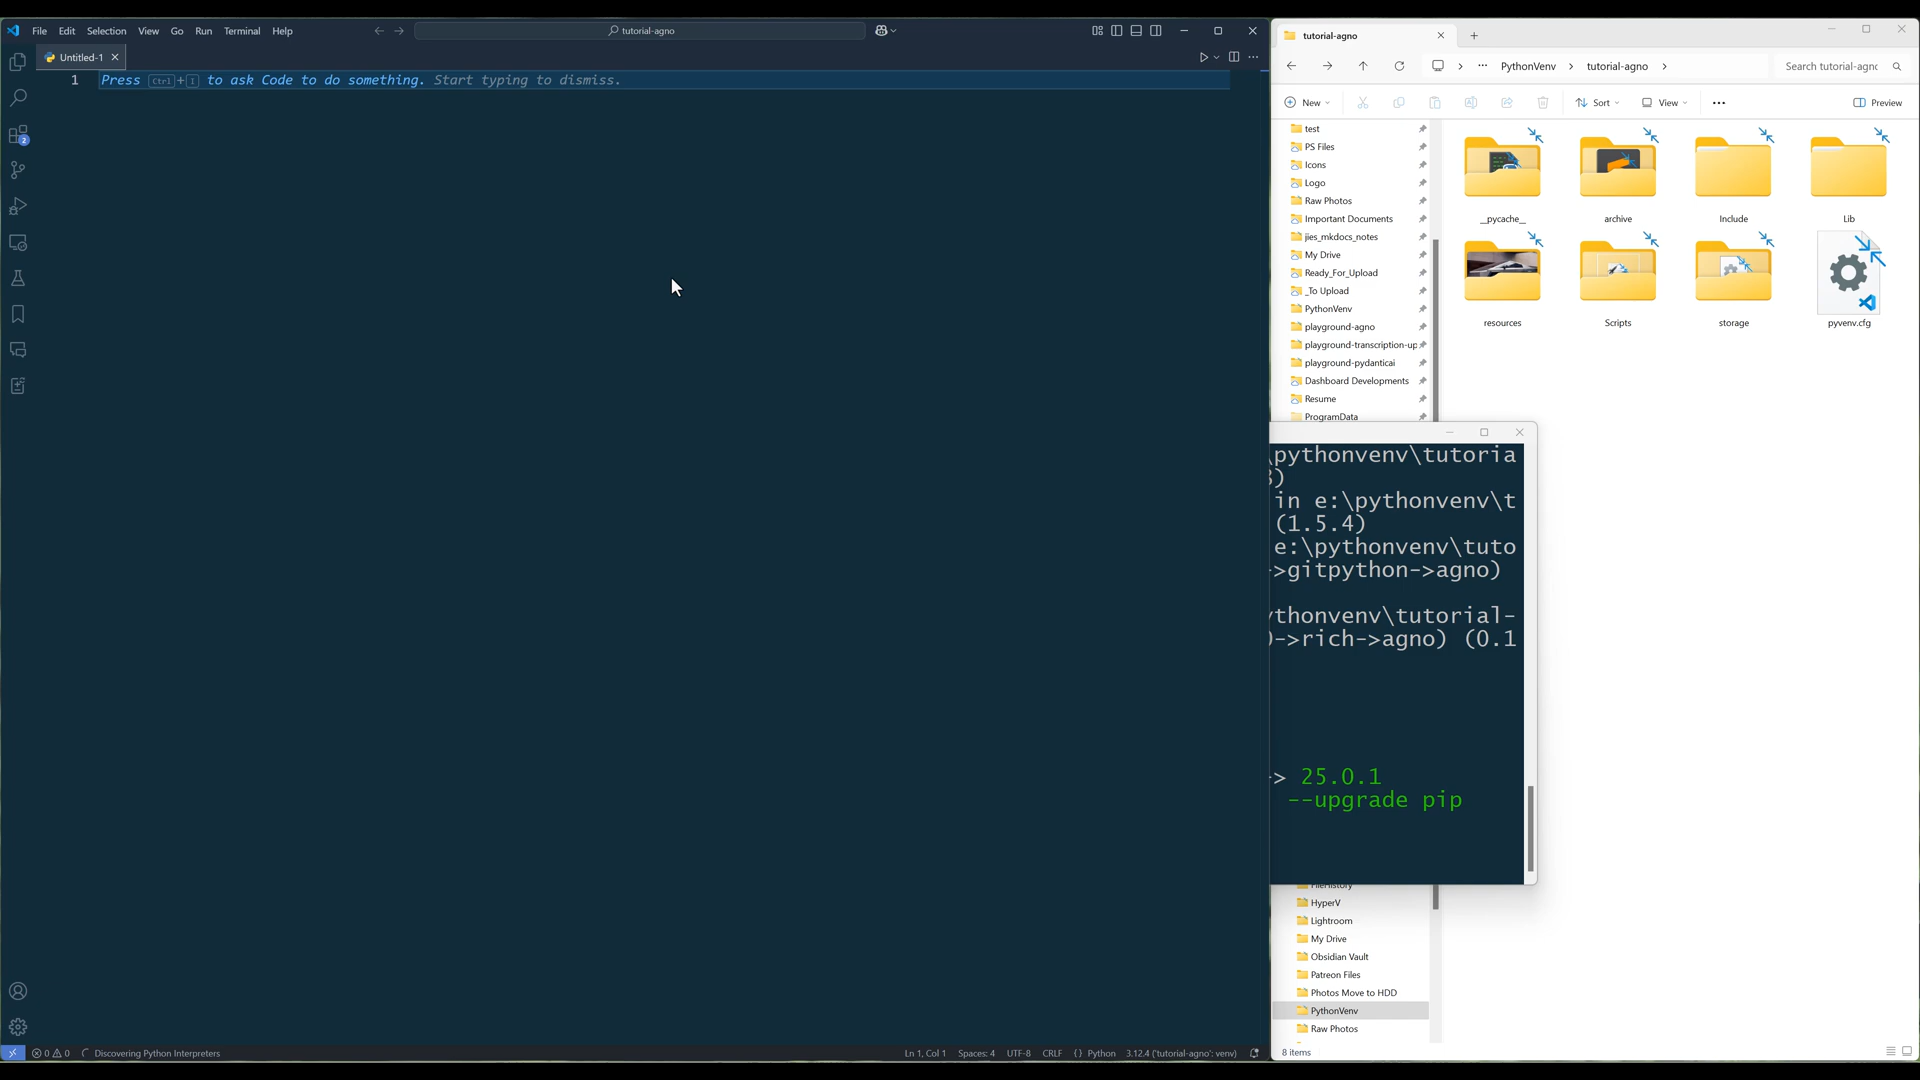 File Edit Selection View Go Run Terminal Help
tutorial-agno
Untitled-1
1 Press Ctrl+I to ask Code to do something. Start typing to dismiss.
2
0 0 Discovering Python Interpreters
Ln 1, Col 1 Spaces: 4 UTF-8 CRLF {} Python 3.12.4 ('tutorial-agno': venv)
tutorial-agno
PythonVenv > tutorial-agno >
Search tutorial-agno
New Sort View Preview
test
PS Files
Icons
Logo
Raw Photos
Important Documents
jies_mkdocs_notes
My Drive
Ready_For_Upload
_To Upload
PythonVenv
playground-agno
playground-transcription-up
playground-pydanticai
Dashboard Developments
Resume
ProgramData
__pycache__
archive
Include
Lib
resources
Scripts
storage
pyvenv.cfg
\pythonvenv\tutoria
3)
in e:\pythonvenv\t
(1.5.4)
e:\pythonvenv\tuto
->gitpython->agno)
ythonvenv\tutorial-
)->rich->agno) (0.1
-> 25.0.1
--upgrade pip
FileHistory
HyperV
Lightroom
My Drive
Obsidian Vault
Patreon Files
Photos Move to HDD
PythonVenv
Raw Photos
8 items